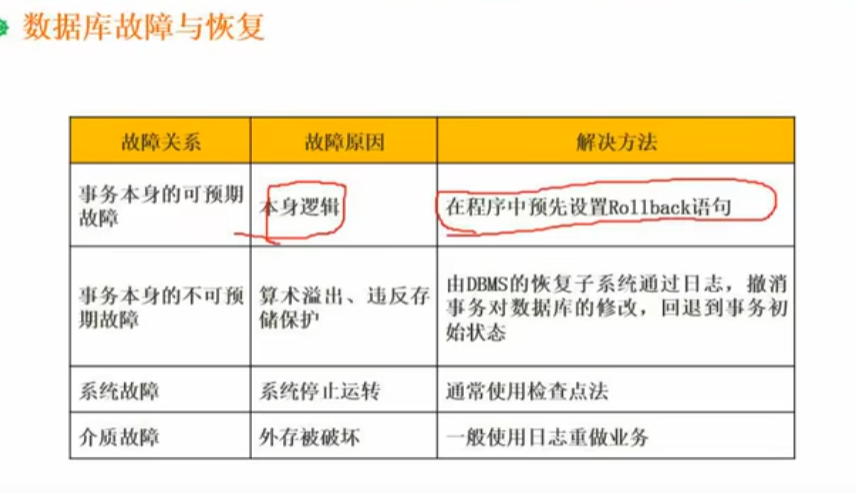 数据库故障与恢复
故障关系 故障原因 解决方法
事务本身的可预期
故障
本身逻辑
在程序中预先设置Rollback语句
事务本身的不可预
期故障
算术溢出、违反存
储保护
由DBMS的恢复子系统通过日志，撤消
事务对数据库的修改，回退到事务初
始状态
系统故障 系统停止运转 通常使用检查点法
介质故障 外存被破坏 一般使用日志重做业务